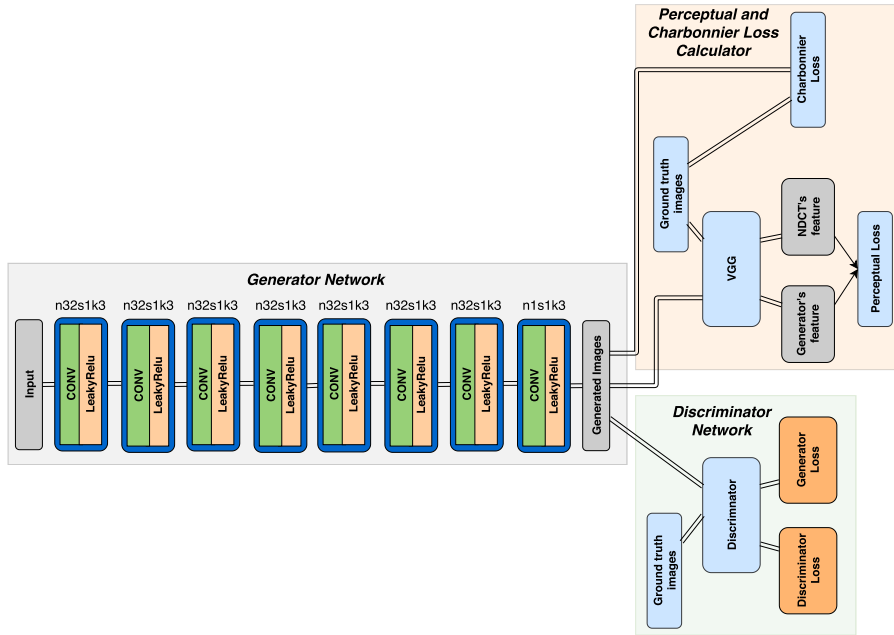 Perceptual and
Charbonnier Loss
Calculator
Charbonnier
Loss
Ground truth
images
VGG
NDCT's
feature
Generator's
feature
Perceptual Loss
Generator Network
n32s1k3
n32s1k3
n32s1k3
n32s1k3
n32s1k3
n32s1k3
n32s1k3
n1s1k3
Input
CONV
LeakyRelu
CONV
LeakyRelu
CONV
LeakyRelu
CONV
LeakyRelu
CONV
LeakyRelu
CONV
LeakyRelu
CONV
LeakyRelu
CONV
LeakyRelu
Generated Images
Discriminator
Network
Ground truth
images
Discrimnator
Generator
Loss
Discriminator
Loss